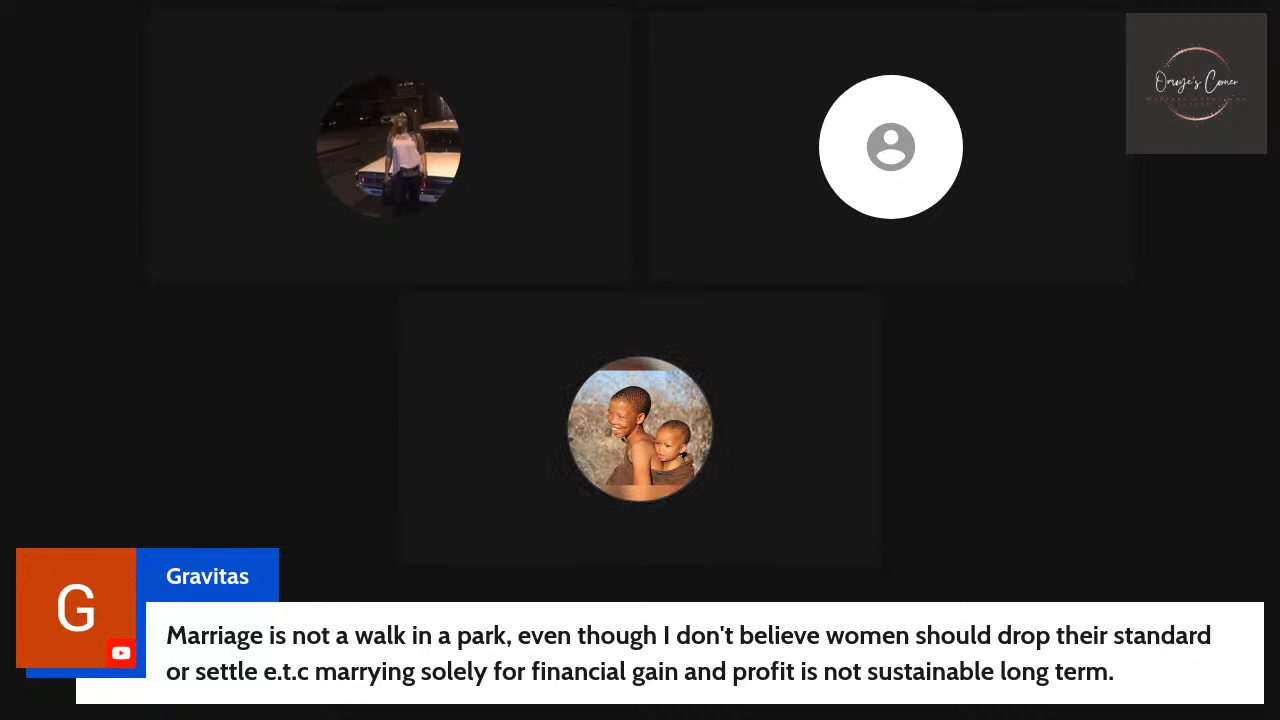 Omoye's Corner
G
Gravitas
Marriage is not a walk in a park, even though I don't believe women should drop their standard
or settle e.t.c marrying solely for financial gain and profit is not sustainable long term.